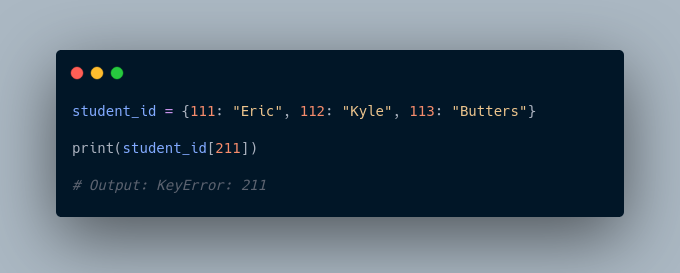 student_id = {111: "Eric", 112: "Kyle", 113: "Butters"}
print(student_id[211])
# Output: KeyError: 211